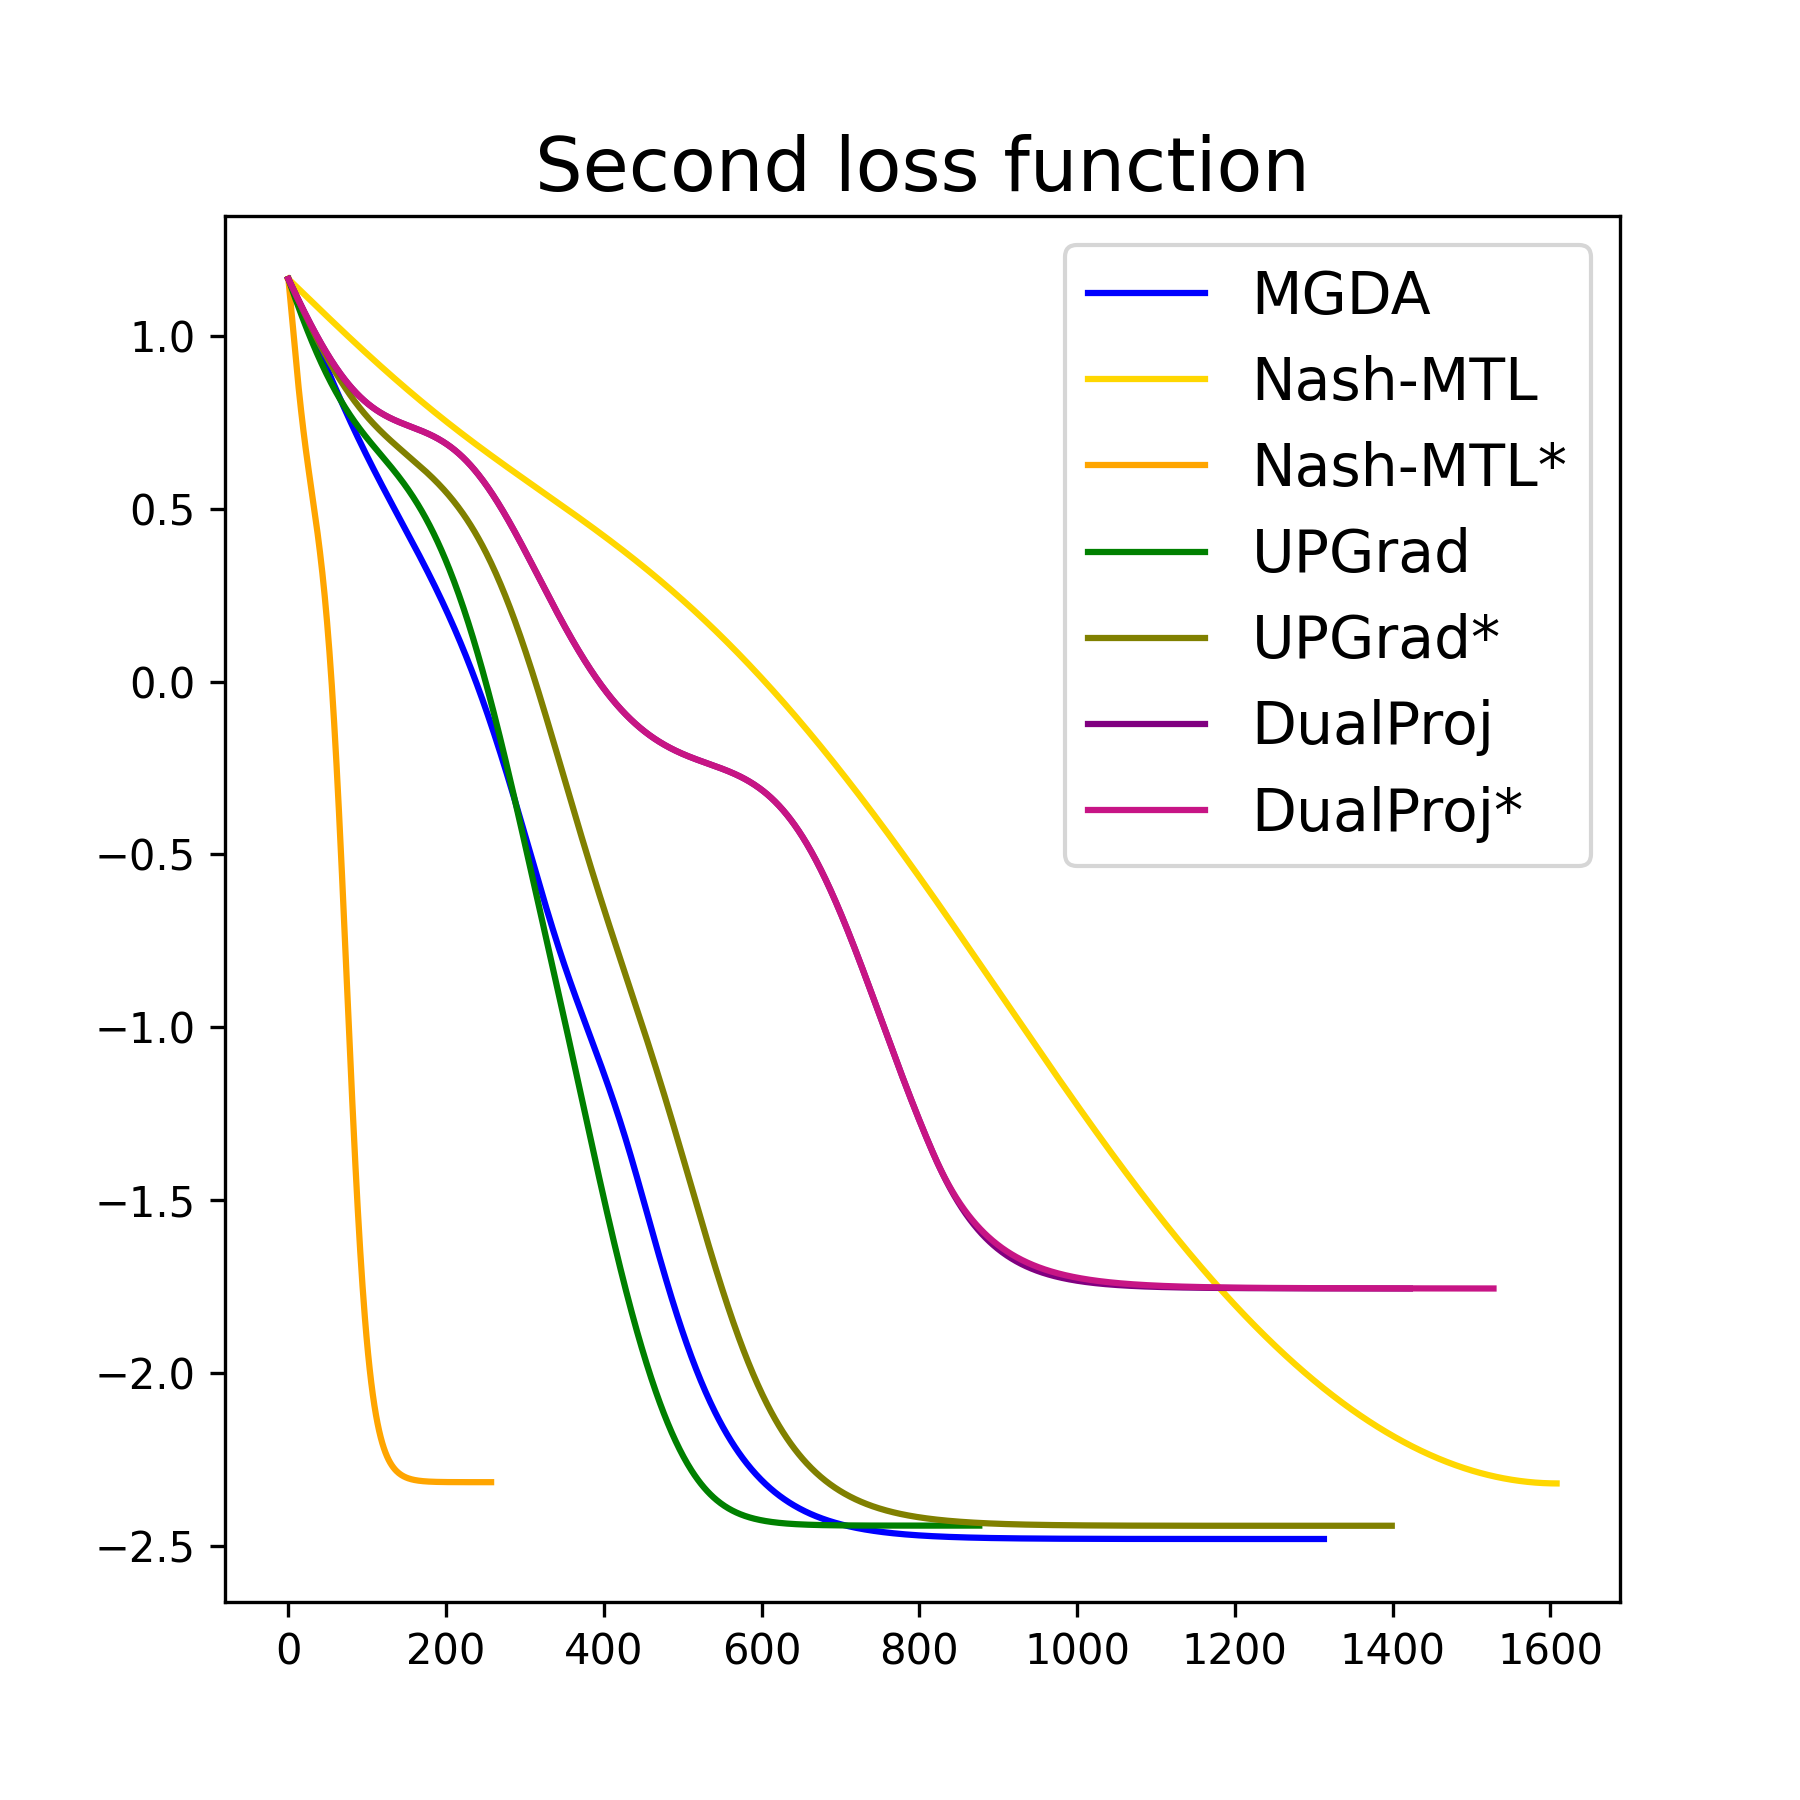 Second loss function
MGDA
Nash-MTL
Nash-MTL*
UPGrad
UPGrad*
DualProj
DualProj*
1.0
0.5
0.0
−0.5
−1.0
−1.5
−2.0
−2.5
0 200 400 600 800 1000 1200 1400 1600